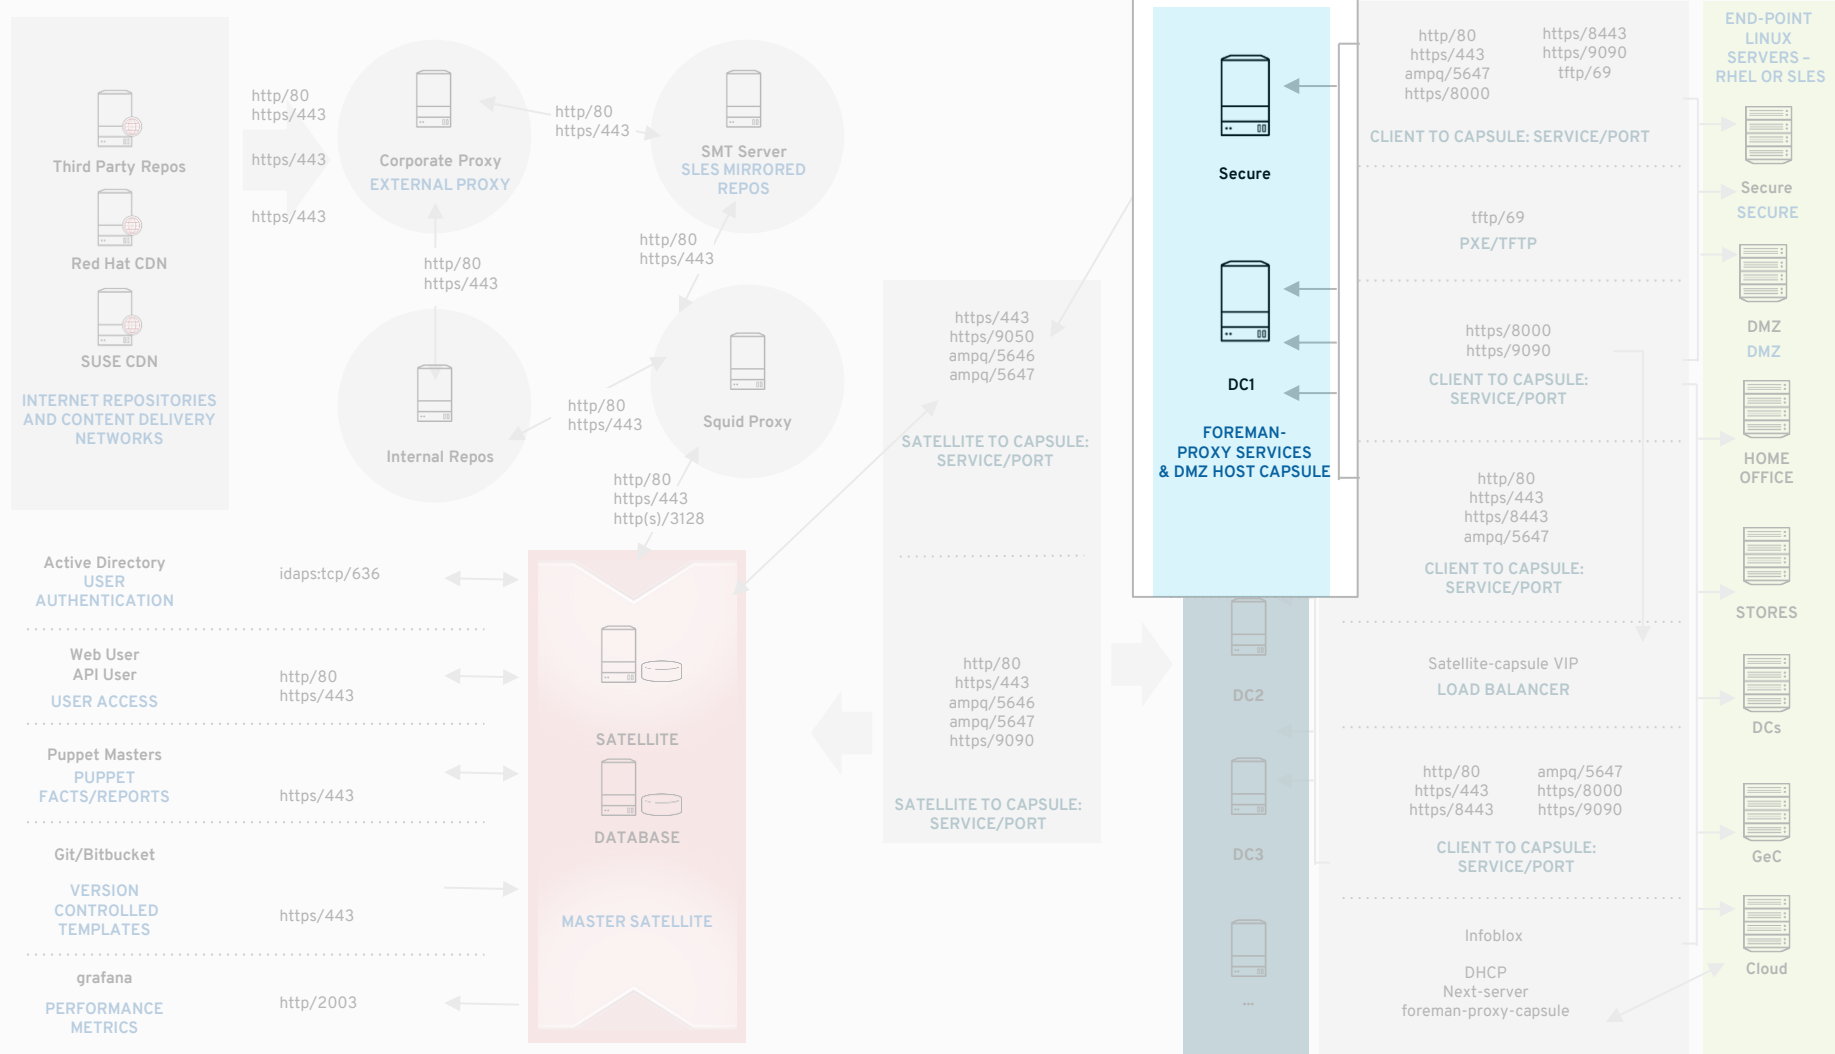 Third Party Repos
Red Hat CDN
SUSE CDN
INTERNET REPOSITORIES
AND CONTENT DELIVERY
NETWORKS
http/80
https/443
https/443
https/443
Corporate Proxy
EXTERNAL PROXY
http/80
https/443
SMT Server
SLES MIRRORED
REPOS
http/80
https/443
http/80
https/443
Internal Repos
http/80
https/443
Squid Proxy
http/80
https/443
http(s)/3128
Active Directory
USER
AUTHENTICATION
idaps:tcp/636
Web User
API User
USER ACCESS
http/80
https/443
Puppet Masters
PUPPET
FACTS/REPORTS
https/443
Git/Bitbucket
VERSION
CONTROLLED
TEMPLATES
https/443
grafana
PERFORMANCE
METRICS
http/2003
SATELLITE
DATABASE
MASTER SATELLITE
https/443
https/9050
ampq/5646
ampq/5647
SATELLITE TO CAPSULE:
SERVICE/PORT
http/80
https/443
ampq/5646
ampq/5647
https/9090
SATELLITE TO CAPSULE:
SERVICE/PORT
Secure
DC1
FOREMAN-
PROXY SERVICES
& DMZ HOST CAPSULE
DC2
DC3
...
http/80
https/443
ampq/5647
https/8000
https/8443
https/9090
tftp/69
CLIENT TO CAPSULE: SERVICE/PORT
tftp/69
PXE/TFTP
https/8000
https/9090
CLIENT TO CAPSULE:
SERVICE/PORT
http/80
https/443
https/8443
ampq/5647
CLIENT TO CAPSULE:
SERVICE/PORT
Satellite-capsule VIP
LOAD BALANCER
http/80
https/443
https/8443
ampq/5647
https/8000
https/9090
CLIENT TO CAPSULE:
SERVICE/PORT
Infoblox
DHCP
Next-server
foreman-proxy-capsule
END-POINT
LINUX
SERVERS –
RHEL OR SLES
Secure
SECURE
DMZ
DMZ
HOME
OFFICE
STORES
DCs
GeC
Cloud